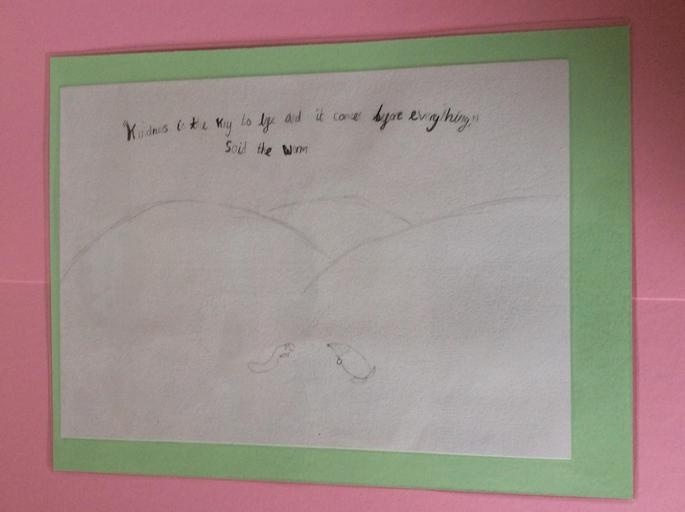 "Kindness is the Key to life and it comes before everything,"
Said the Worm